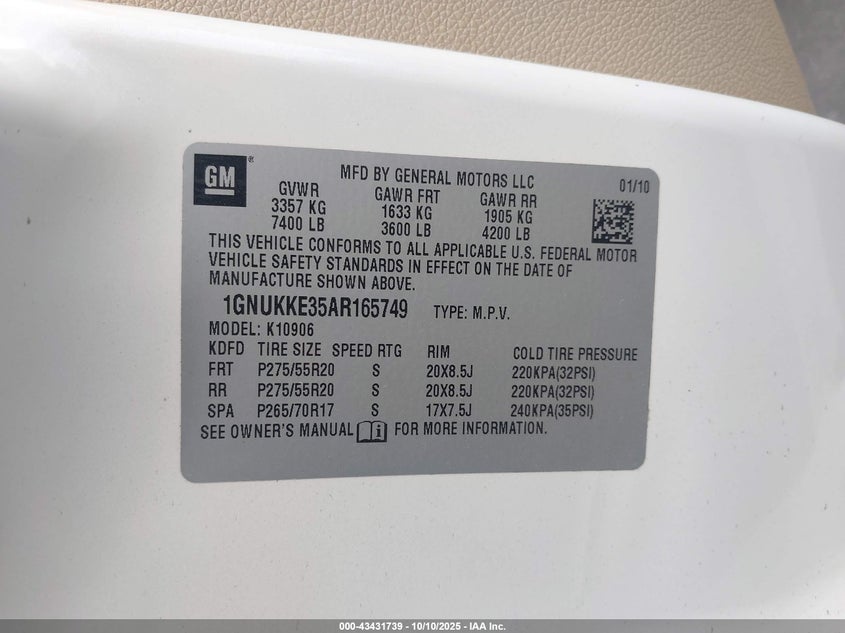 GM®
MFD BY GENERAL MOTORS LLC 01/10
GVWR GAWR FRT GAWR RR
3357 KG 1633 KG 1905 KG
7400 LB 3600 LB 4200 LB
THIS VEHICLE CONFORMS TO ALL APPLICABLE U.S. FEDERAL MOTOR
VEHICLE SAFETY STANDARDS IN EFFECT ON THE DATE OF
MANUFACTURE SHOWN ABOVE.
1GNUKKE35AR165749 TYPE: M.P.V.
MODEL: K10906
KDFD TIRE SIZE SPEED RTG RIM COLD TIRE PRESSURE
FRT P275/55R20 S 20X8.5J 220KPA(32PSI)
RR P275/55R20 S 20X8.5J 220KPA(32PSI)
SPA P265/70R17 S 17X7.5J 240KPA(35PSI)
SEE OWNER'S MANUAL FOR MORE INFORMATION.
000-43431739 - 10/10/2025 - IAA Inc.